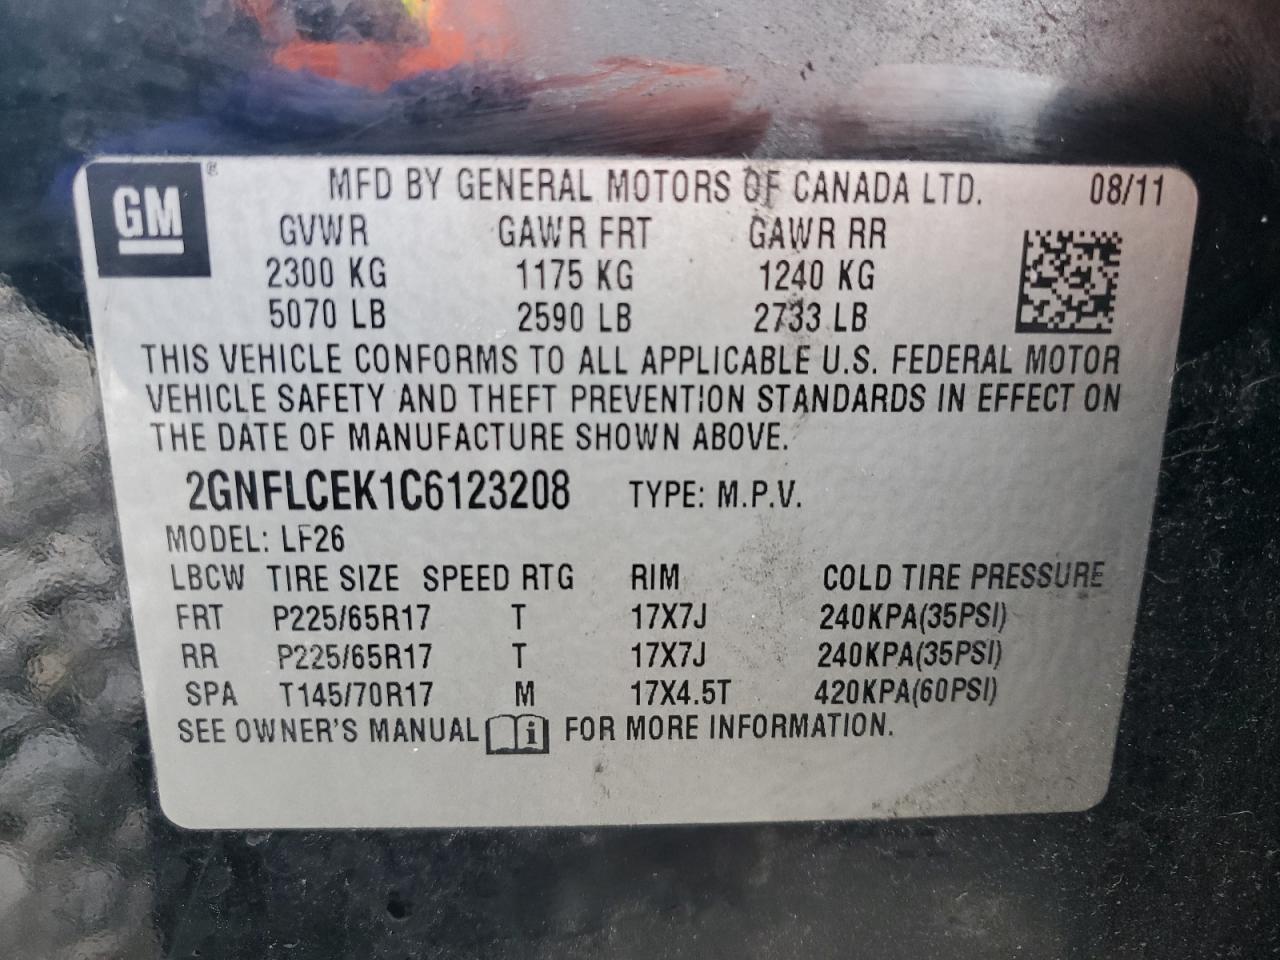 GM ® MFD BY GENERAL MOTORS OF CANADA LTD. 08/11
GVWR GAWR FRT GAWR RR
2300 KG 1175 KG 1240 KG
5070 LB 2590 LB 2733 LB
THIS VEHICLE CONFORMS TO ALL APPLICABLE U.S. FEDERAL MOTOR
VEHICLE SAFETY AND THEFT PREVENTION STANDARDS IN EFFECT ON
THE DATE OF MANUFACTURE SHOWN ABOVE.
2GNFLCEK1C6123208 TYPE: M.P.V.
MODEL: LF26
LBCW TIRE SIZE SPEED RTG RIM COLD TIRE PRESSURE
FRT P225/65R17 T 17X7J 240KPA(35PSI)
RR P225/65R17 T 17X7J 240KPA(35PSI)
SPA T145/70R17 M 17X4.5T 420KPA(60PSI)
SEE OWNER'S MANUAL i FOR MORE INFORMATION.